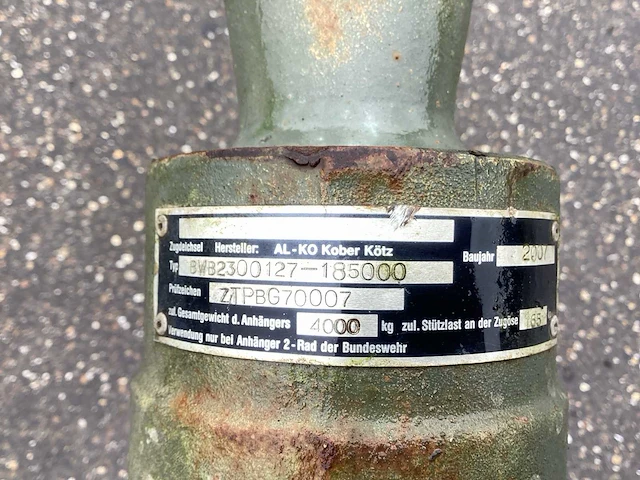 Zugdeichsel Hersteller: AL-KO Kober Kötz
Baujahr 2007
Typ BWB2300127-185000
Prüfzeichen ZTPBG70007
zul. Gesamtgewicht d. Anhängers 4000 kg zul. Stützlast an der Zugöse
Verwendung nur bei Anhänger 2-Rad der Bundeswehr